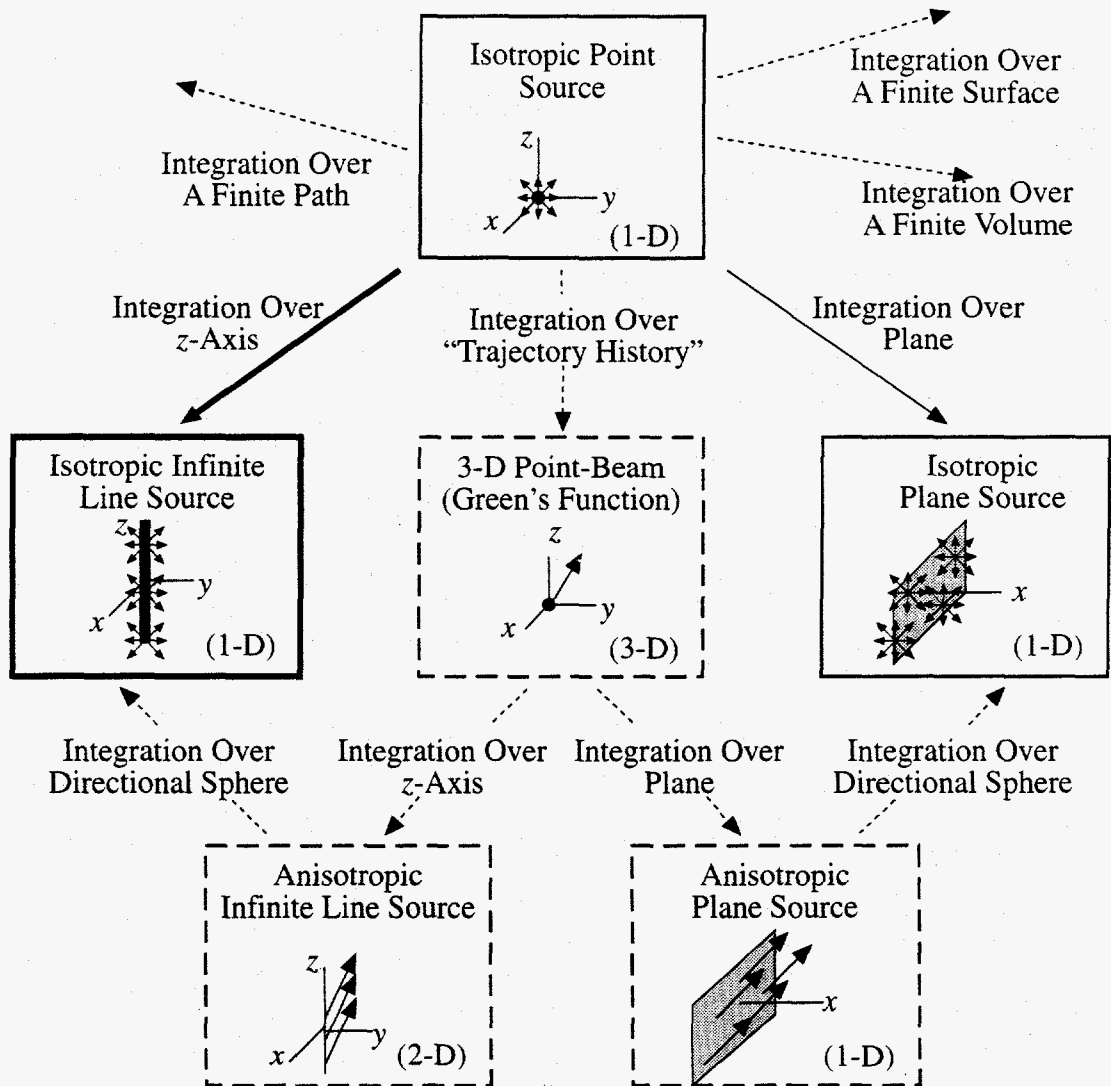 Isotropic Point
Source
z
y
x
(1-D)
Integration Over
A Finite Surface
Integration Over
A Finite Path
Integration Over
A Finite Volume
Integration Over
z-Axis
Integration Over
“Trajectory History”
Integration Over
Plane
Isotropic Infinite
Line Source
z
y
x
(1-D)
3-D Point-Beam
(Green's Function)
z
y
x
(3-D)
Isotropic
Plane Source
x
(1-D)
Integration Over
Directional Sphere
Integration Over
z-Axis
Integration Over
Plane
Integration Over
Directional Sphere
Anisotropic
Infinite Line Source
z
y
x
(2-D)
Anisotropic
Plane Source
x
(1-D)